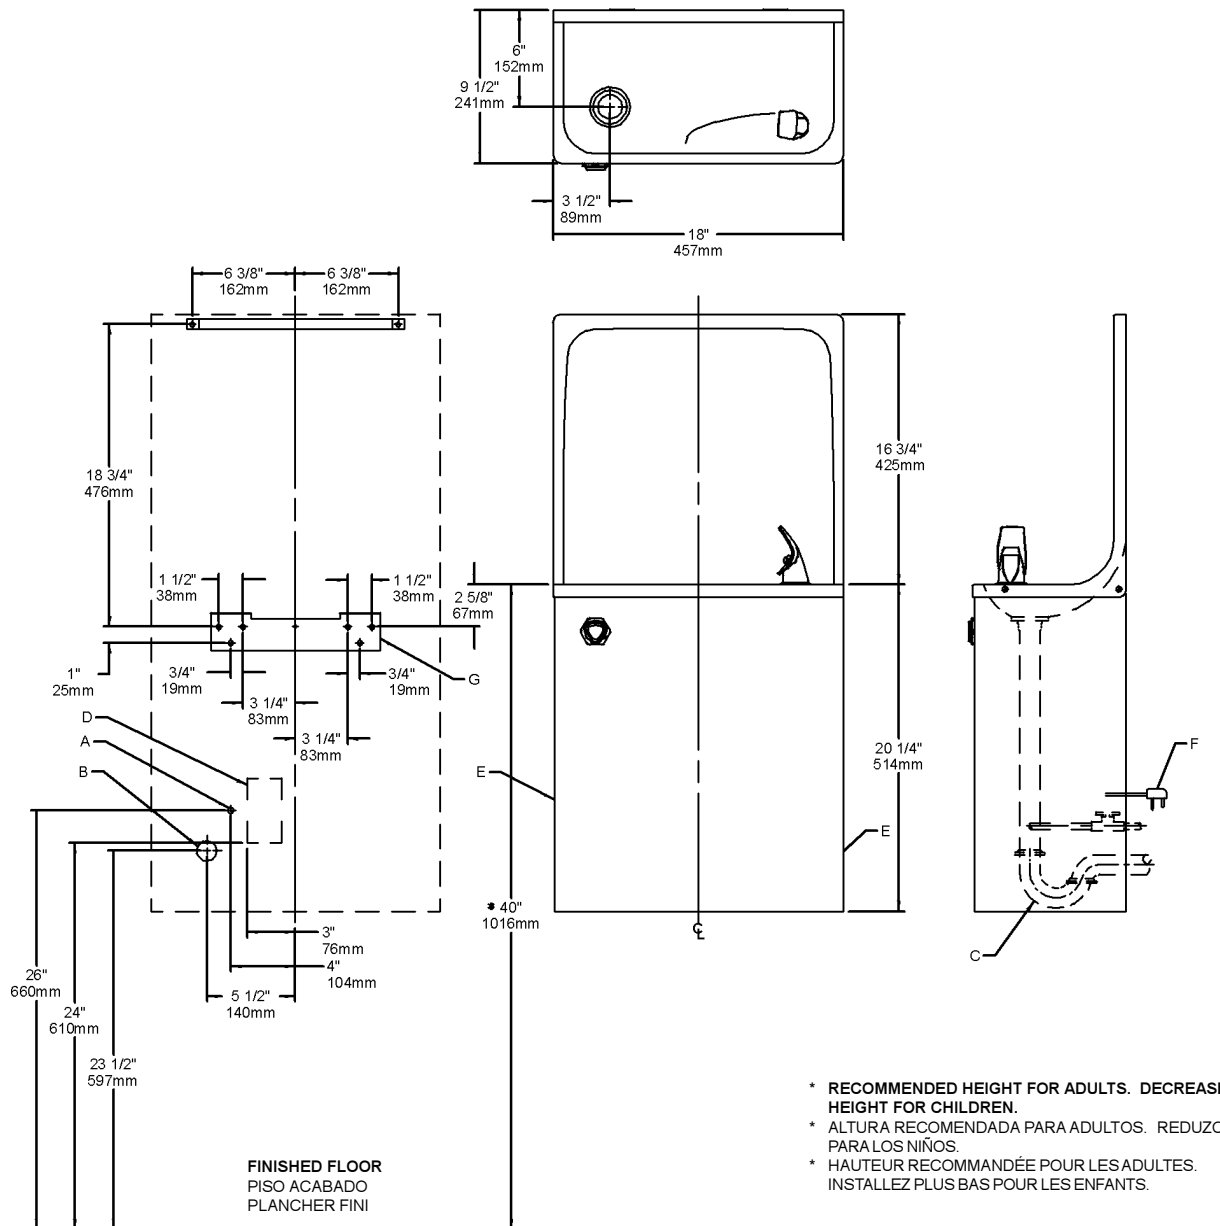 6"
152mm
9 1/2"
241mm
3 1/2"
89mm
18"
457mm
6 3/8"
162mm
6 3/8"
162mm
18 3/4"
476mm
16 3/4"
425mm
1 1/2"
38mm
1 1/2"
38mm
2 5/8"
67mm
1"
25mm
3/4"
19mm
3/4"
19mm
G
3 1/4"
83mm
3 1/4"
83mm
D
A
B
E
20 1/4"
514mm
F
E
* 40"
1016mm
CL
C
3"
76mm
4"
104mm
5 1/2"
140mm
26"
660mm
24"
610mm
23 1/2"
597mm
* RECOMMENDED HEIGHT FOR ADULTS. DECREASE
HEIGHT FOR CHILDREN.
* ALTURA RECOMENDADA PARA ADULTOS. REDUZC
PARA LOS NIÑOS.
* HAUTEUR RECOMMANDÉE POUR LES ADULTES.
INSTALLEZ PLUS BAS POUR LES ENFANTS.
FINISHED FLOOR
PISO ACABADO
PLANCHER FINI